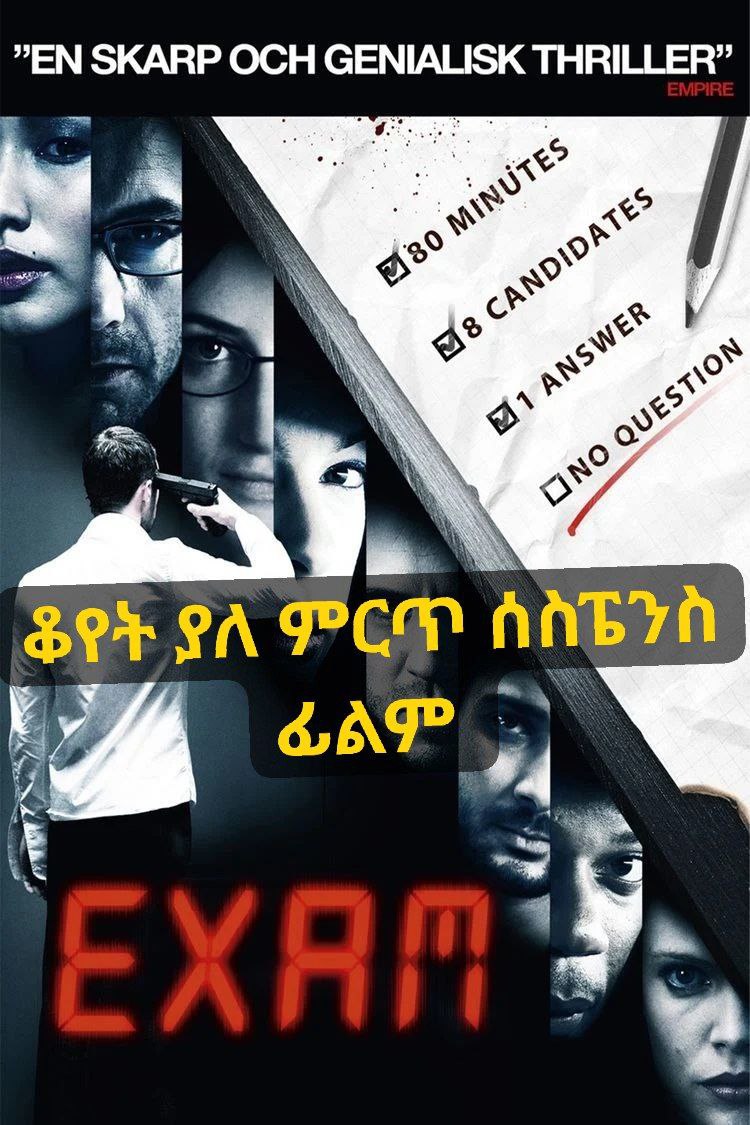 ”EN SKARP OCH GENIALISK THRILLER”
EMPIRE
80 MINUTES
8 CANDIDATES
1 ANSWER
NO QUESTION
ቆየት ያለ ምርጥ ሰስፔንስ
ፊልም
EXAM